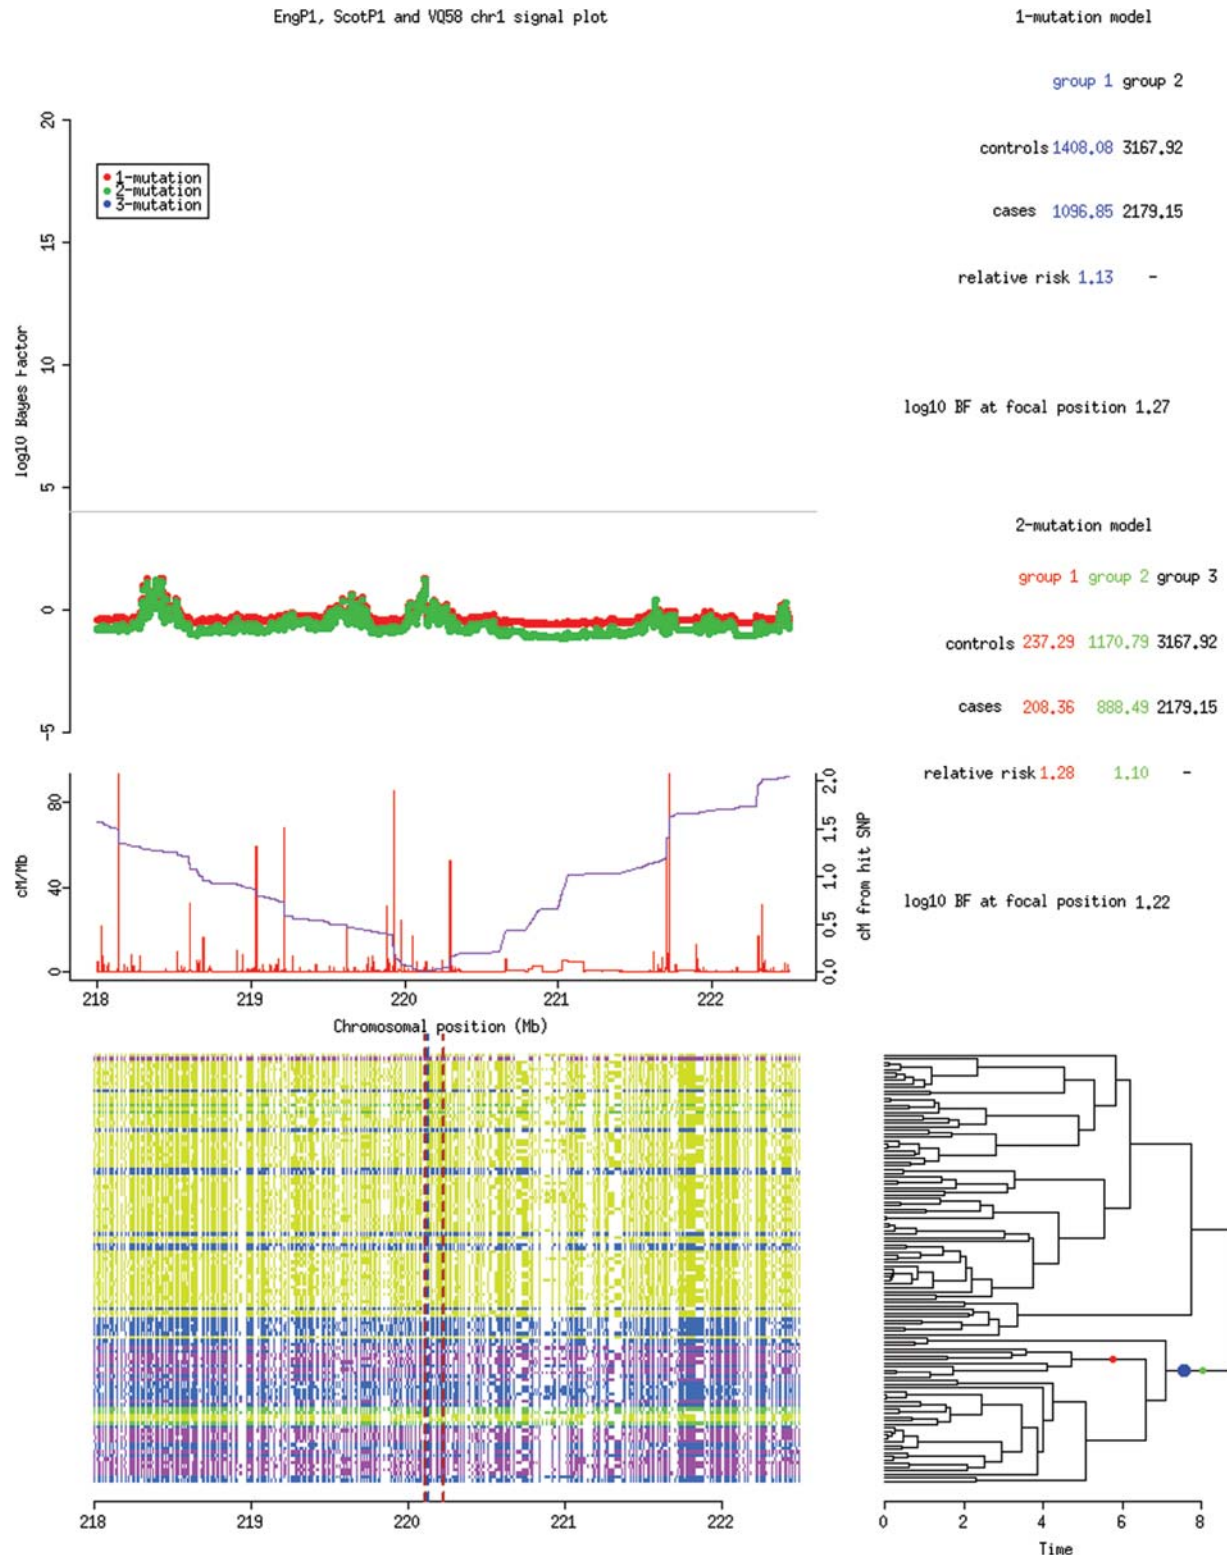 EngP1, ScotP1 and VQ58 chr1 signal plot
20
15
10
5
0
-5
log10 Bayes Factor
1-mutation
2-mutation
3-mutation
80
40
0
cM/Mb
2.0
1.5
1.0
0.5
0.0
cM from hit SNP
218 219 220 221 222
Chromosomal position (Mb)
218 219 220 221 222
1-mutation model
group 1 group 2
controls 1408.08 3167.92
cases 1096.85 2179.15
relative risk 1.13 -
log10 BF at focal position 1.27
2-mutation model
group 1 group 2 group 3
controls 237.29 1170.79 3167.92
cases 208.36 888.49 2179.15
relative risk 1.28 1.10 -
log10 BF at focal position 1.22
0 2 4 6 8
Time